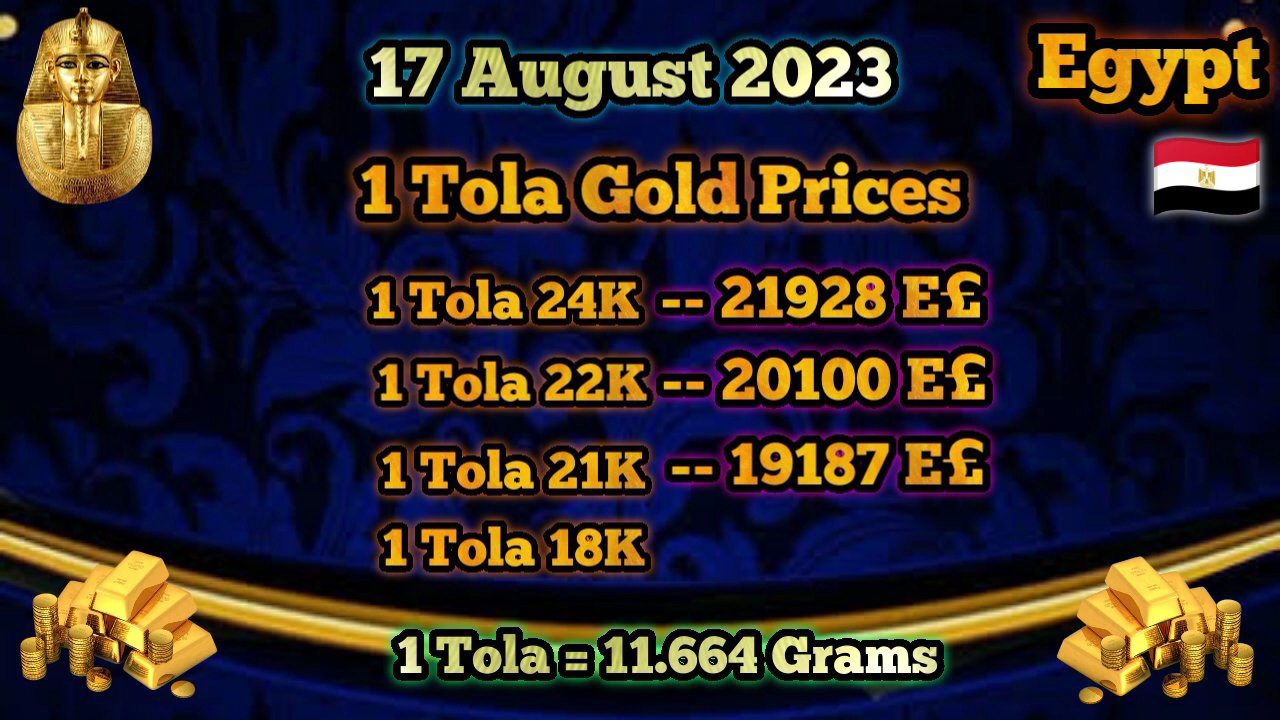 17 August 2023
Egypt
1 Tola Gold Prices
1 Tola 24K -- 21928 E£
1 Tola 22K -- 20100 E£
1 Tola 21K -- 19187 E£
1 Tola 18K
1 Tola = 11.664 Grams